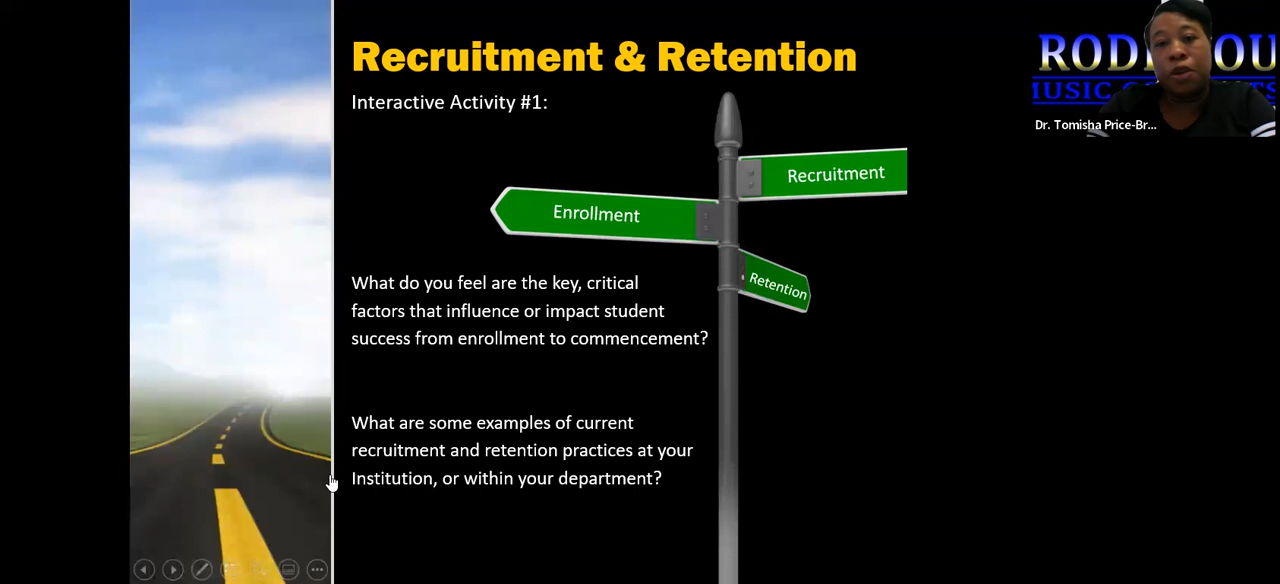 Recruitment & Retention
Interactive Activity #1:
Recruitment
Enrollment
Retention
What do you feel are the key, critical
factors that influence or impact student
success from enrollment to commencement?
What are some examples of current
recruitment and retention practices at your
Institution, or within your department?
Dr. Tomisha Price-Br...